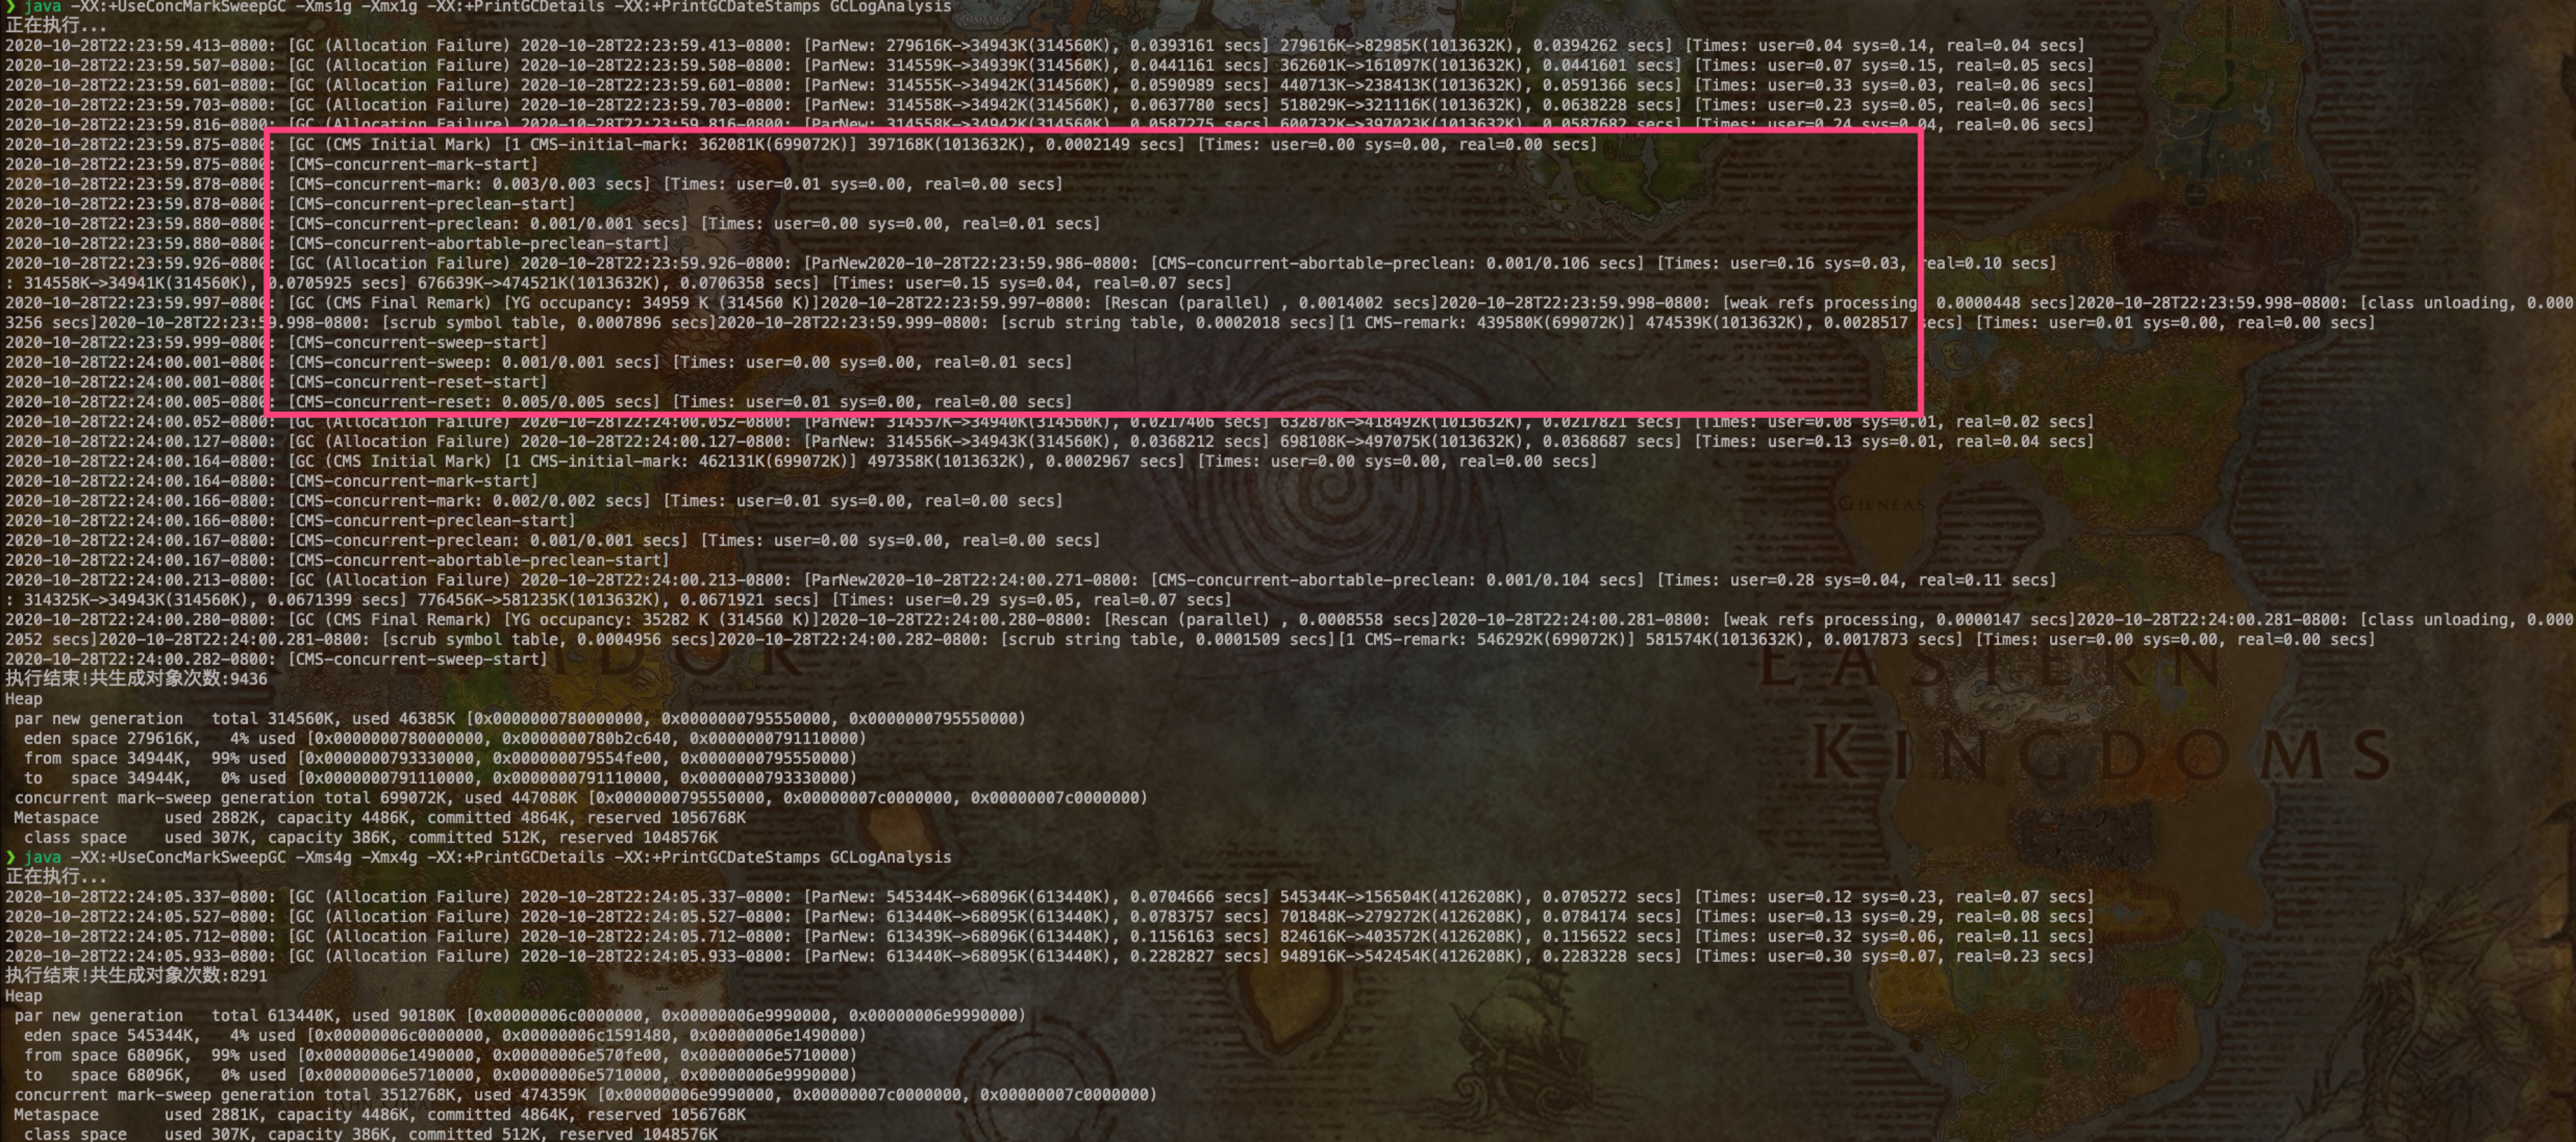 ❯ java -XX:+UseConcMarkSweepGC -Xms1g -Xmx1g -XX:+PrintGCDetails -XX:+PrintGCDateStamps GCLogAnalysis
正在执行...
2020-10-28T22:23:59.413-0800: [GC (Allocation Failure) 2020-10-28T22:23:59.413-0800: [ParNew: 279616K->34943K(314560K), 0.0393161 secs] 279616K->82985K(1013632K), 0.0394262 secs] [Times: user=0.04 sys=0.14, real=0.04 secs]
2020-10-28T22:23:59.507-0800: [GC (Allocation Failure) 2020-10-28T22:23:59.508-0800: [ParNew: 314559K->34939K(314560K), 0.0441161 secs] 362601K->161097K(1013632K), 0.0441601 secs] [Times: user=0.07 sys=0.15, real=0.05 secs]
2020-10-28T22:23:59.601-0800: [GC (Allocation Failure) 2020-10-28T22:23:59.601-0800: [ParNew: 314555K->34942K(314560K), 0.0590989 secs] 440713K->238413K(1013632K), 0.0591366 secs] [Times: user=0.33 sys=0.03, real=0.06 secs]
2020-10-28T22:23:59.703-0800: [GC (Allocation Failure) 2020-10-28T22:23:59.703-0800: [ParNew: 314558K->34942K(314560K), 0.0637780 secs] 518029K->321116K(1013632K), 0.0638228 secs] [Times: user=0.23 sys=0.05, real=0.06 secs]
2020-10-28T22:23:59.816-0800: [GC (Allocation Failure) 2020-10-28T22:23:59.816-0800: [ParNew: 314558K->34942K(314560K), 0.0587275 secs] 600732K->397023K(1013632K), 0.0587682 secs] [Times: user=0.24 sys=0.04, real=0.06 secs]
2020-10-28T22:23:59.875-0800: [GC (CMS Initial Mark) [1 CMS-initial-mark: 362081K(699072K)] 397168K(1013632K), 0.0002149 secs] [Times: user=0.00 sys=0.00, real=0.00 secs]
2020-10-28T22:23:59.875-0800: [CMS-concurrent-mark-start]
2020-10-28T22:23:59.878-0800: [CMS-concurrent-mark: 0.003/0.003 secs] [Times: user=0.01 sys=0.00, real=0.00 secs]
2020-10-28T22:23:59.878-0800: [CMS-concurrent-preclean-start]
2020-10-28T22:23:59.880-0800: [CMS-concurrent-preclean: 0.001/0.001 secs] [Times: user=0.00 sys=0.00, real=0.01 secs]
2020-10-28T22:23:59.880-0800: [CMS-concurrent-abortable-preclean-start]
2020-10-28T22:23:59.926-0800: [GC (Allocation Failure) 2020-10-28T22:23:59.926-0800: [ParNew2020-10-28T22:23:59.986-0800: [CMS-concurrent-abortable-preclean: 0.001/0.106 secs] [Times: user=0.16 sys=0.03, real=0.10 secs]
: 314558K->34941K(314560K), 0.0705925 secs] 676639K->474521K(1013632K), 0.0706358 secs] [Times: user=0.15 sys=0.04, real=0.07 secs]
2020-10-28T22:23:59.997-0800: [GC (CMS Final Remark) [YG occupancy: 34959 K (314560 K)]2020-10-28T22:23:59.997-0800: [Rescan (parallel) , 0.0014002 secs]2020-10-28T22:23:59.998-0800: [weak refs processing, 0.0000448 secs]2020-10-28T22:23:59.998-0800: [class unloading, 0.000
3256 secs]2020-10-28T22:23:59.998-0800: [scrub symbol table, 0.0007896 secs]2020-10-28T22:23:59.999-0800: [scrub string table, 0.0002018 secs][1 CMS-remark: 439580K(699072K)] 474539K(1013632K), 0.0028517 secs] [Times: user=0.01 sys=0.00, real=0.00 secs]
2020-10-28T22:23:59.999-0800: [CMS-concurrent-sweep-start]
2020-10-28T22:24:00.001-0800: [CMS-concurrent-sweep: 0.001/0.001 secs] [Times: user=0.00 sys=0.00, real=0.01 secs]
2020-10-28T22:24:00.001-0800: [CMS-concurrent-reset-start]
2020-10-28T22:24:00.005-0800: [CMS-concurrent-reset: 0.005/0.005 secs] [Times: user=0.01 sys=0.00, real=0.00 secs]
2020-10-28T22:24:00.052-0800: [GC (Allocation Failure) 2020-10-28T22:24:00.052-0800: [ParNew: 314557K->34940K(314560K), 0.0217406 secs] 632878K->418492K(1013632K), 0.0217821 secs] [Times: user=0.08 sys=0.01, real=0.02 secs]
2020-10-28T22:24:00.127-0800: [GC (Allocation Failure) 2020-10-28T22:24:00.127-0800: [ParNew: 314556K->34943K(314560K), 0.0368212 secs] 698108K->497075K(1013632K), 0.0368687 secs] [Times: user=0.13 sys=0.01, real=0.04 secs]
2020-10-28T22:24:00.164-0800: [GC (CMS Initial Mark) [1 CMS-initial-mark: 462131K(699072K)] 497358K(1013632K), 0.0002967 secs] [Times: user=0.00 sys=0.00, real=0.00 secs]
2020-10-28T22:24:00.164-0800: [CMS-concurrent-mark-start]
2020-10-28T22:24:00.166-0800: [CMS-concurrent-mark: 0.002/0.002 secs] [Times: user=0.01 sys=0.00, real=0.00 secs]
2020-10-28T22:24:00.166-0800: [CMS-concurrent-preclean-start]
2020-10-28T22:24:00.167-0800: [CMS-concurrent-preclean: 0.001/0.001 secs] [Times: user=0.00 sys=0.00, real=0.00 secs]
2020-10-28T22:24:00.167-0800: [CMS-concurrent-abortable-preclean-start]
2020-10-28T22:24:00.213-0800: [GC (Allocation Failure) 2020-10-28T22:24:00.213-0800: [ParNew2020-10-28T22:24:00.271-0800: [CMS-concurrent-abortable-preclean: 0.001/0.104 secs] [Times: user=0.28 sys=0.04, real=0.11 secs]
: 314325K->34943K(314560K), 0.0671399 secs] 776456K->581235K(1013632K), 0.0671921 secs] [Times: user=0.29 sys=0.05, real=0.07 secs]
2020-10-28T22:24:00.280-0800: [GC (CMS Final Remark) [YG occupancy: 35282 K (314560 K)]2020-10-28T22:24:00.280-0800: [Rescan (parallel) , 0.0008558 secs]2020-10-28T22:24:00.281-0800: [weak refs processing, 0.0000147 secs]2020-10-28T22:24:00.281-0800: [class unloading, 0.000
2052 secs]2020-10-28T22:24:00.281-0800: [scrub symbol table, 0.0004956 secs]2020-10-28T22:24:00.282-0800: [scrub string table, 0.0001509 secs][1 CMS-remark: 546292K(699072K)] 581574K(1013632K), 0.0017873 secs] [Times: user=0.00 sys=0.00, real=0.00 secs]
2020-10-28T22:24:00.282-0800: [CMS-concurrent-sweep-start]
执行结束!共生成对象次数:9436
Heap
par new generation   total 314560K, used 46385K [0x0000000780000000, 0x0000000795550000, 0x0000000795550000)
eden space 279616K,   4% used [0x0000000780000000, 0x0000000780b2c640, 0x0000000791110000)
from space 34944K,  99% used [0x0000000793330000, 0x000000079554fe00, 0x0000000795550000)
to   space 34944K,   0% used [0x0000000791110000, 0x0000000791110000, 0x0000000793330000)
concurrent mark-sweep generation total 699072K, used 447080K [0x0000000795550000, 0x00000007c0000000, 0x00000007c0000000)
Metaspace       used 2882K, capacity 4486K, committed 4864K, reserved 1056768K
class space    used 307K, capacity 386K, committed 512K, reserved 1048576K
❯ java -XX:+UseConcMarkSweepGC -Xms4g -Xmx4g -XX:+PrintGCDetails -XX:+PrintGCDateStamps GCLogAnalysis
正在执行...
2020-10-28T22:24:05.337-0800: [GC (Allocation Failure) 2020-10-28T22:24:05.337-0800: [ParNew: 545344K->68096K(613440K), 0.0704666 secs] 545344K->156504K(4126208K), 0.0705272 secs] [Times: user=0.12 sys=0.23, real=0.07 secs]
2020-10-28T22:24:05.527-0800: [GC (Allocation Failure) 2020-10-28T22:24:05.527-0800: [ParNew: 613440K->68095K(613440K), 0.0783757 secs] 701848K->279272K(4126208K), 0.0784174 secs] [Times: user=0.13 sys=0.29, real=0.08 secs]
2020-10-28T22:24:05.712-0800: [GC (Allocation Failure) 2020-10-28T22:24:05.712-0800: [ParNew: 613439K->68096K(613440K), 0.1156163 secs] 824616K->403572K(4126208K), 0.1156522 secs] [Times: user=0.32 sys=0.06, real=0.11 secs]
2020-10-28T22:24:05.933-0800: [GC (Allocation Failure) 2020-10-28T22:24:05.933-0800: [ParNew: 613440K->68095K(613440K), 0.2282827 secs] 948916K->542454K(4126208K), 0.2283228 secs] [Times: user=0.30 sys=0.07, real=0.23 secs]
执行结束!共生成对象次数:8291
Heap
par new generation   total 613440K, used 90180K [0x00000006c0000000, 0x00000006e9990000, 0x00000006e9990000)
eden space 545344K,   4% used [0x00000006c0000000, 0x00000006c1591480, 0x00000006e1490000)
from space 68096K,  99% used [0x00000006e1490000, 0x00000006e570fe00, 0x00000006e5710000)
to   space 68096K,   0% used [0x00000006e5710000, 0x00000006e5710000, 0x00000006e9990000)
concurrent mark-sweep generation total 3512768K, used 474359K [0x00000006e9990000, 0x00000007c0000000, 0x00000007c0000000)
Metaspace       used 2881K, capacity 4486K, committed 4864K, reserved 1056768K
class space    used 307K, capacity 386K, committed 512K, reserved 1048576K
GILNEAS
EASTERN
KINGDOMS